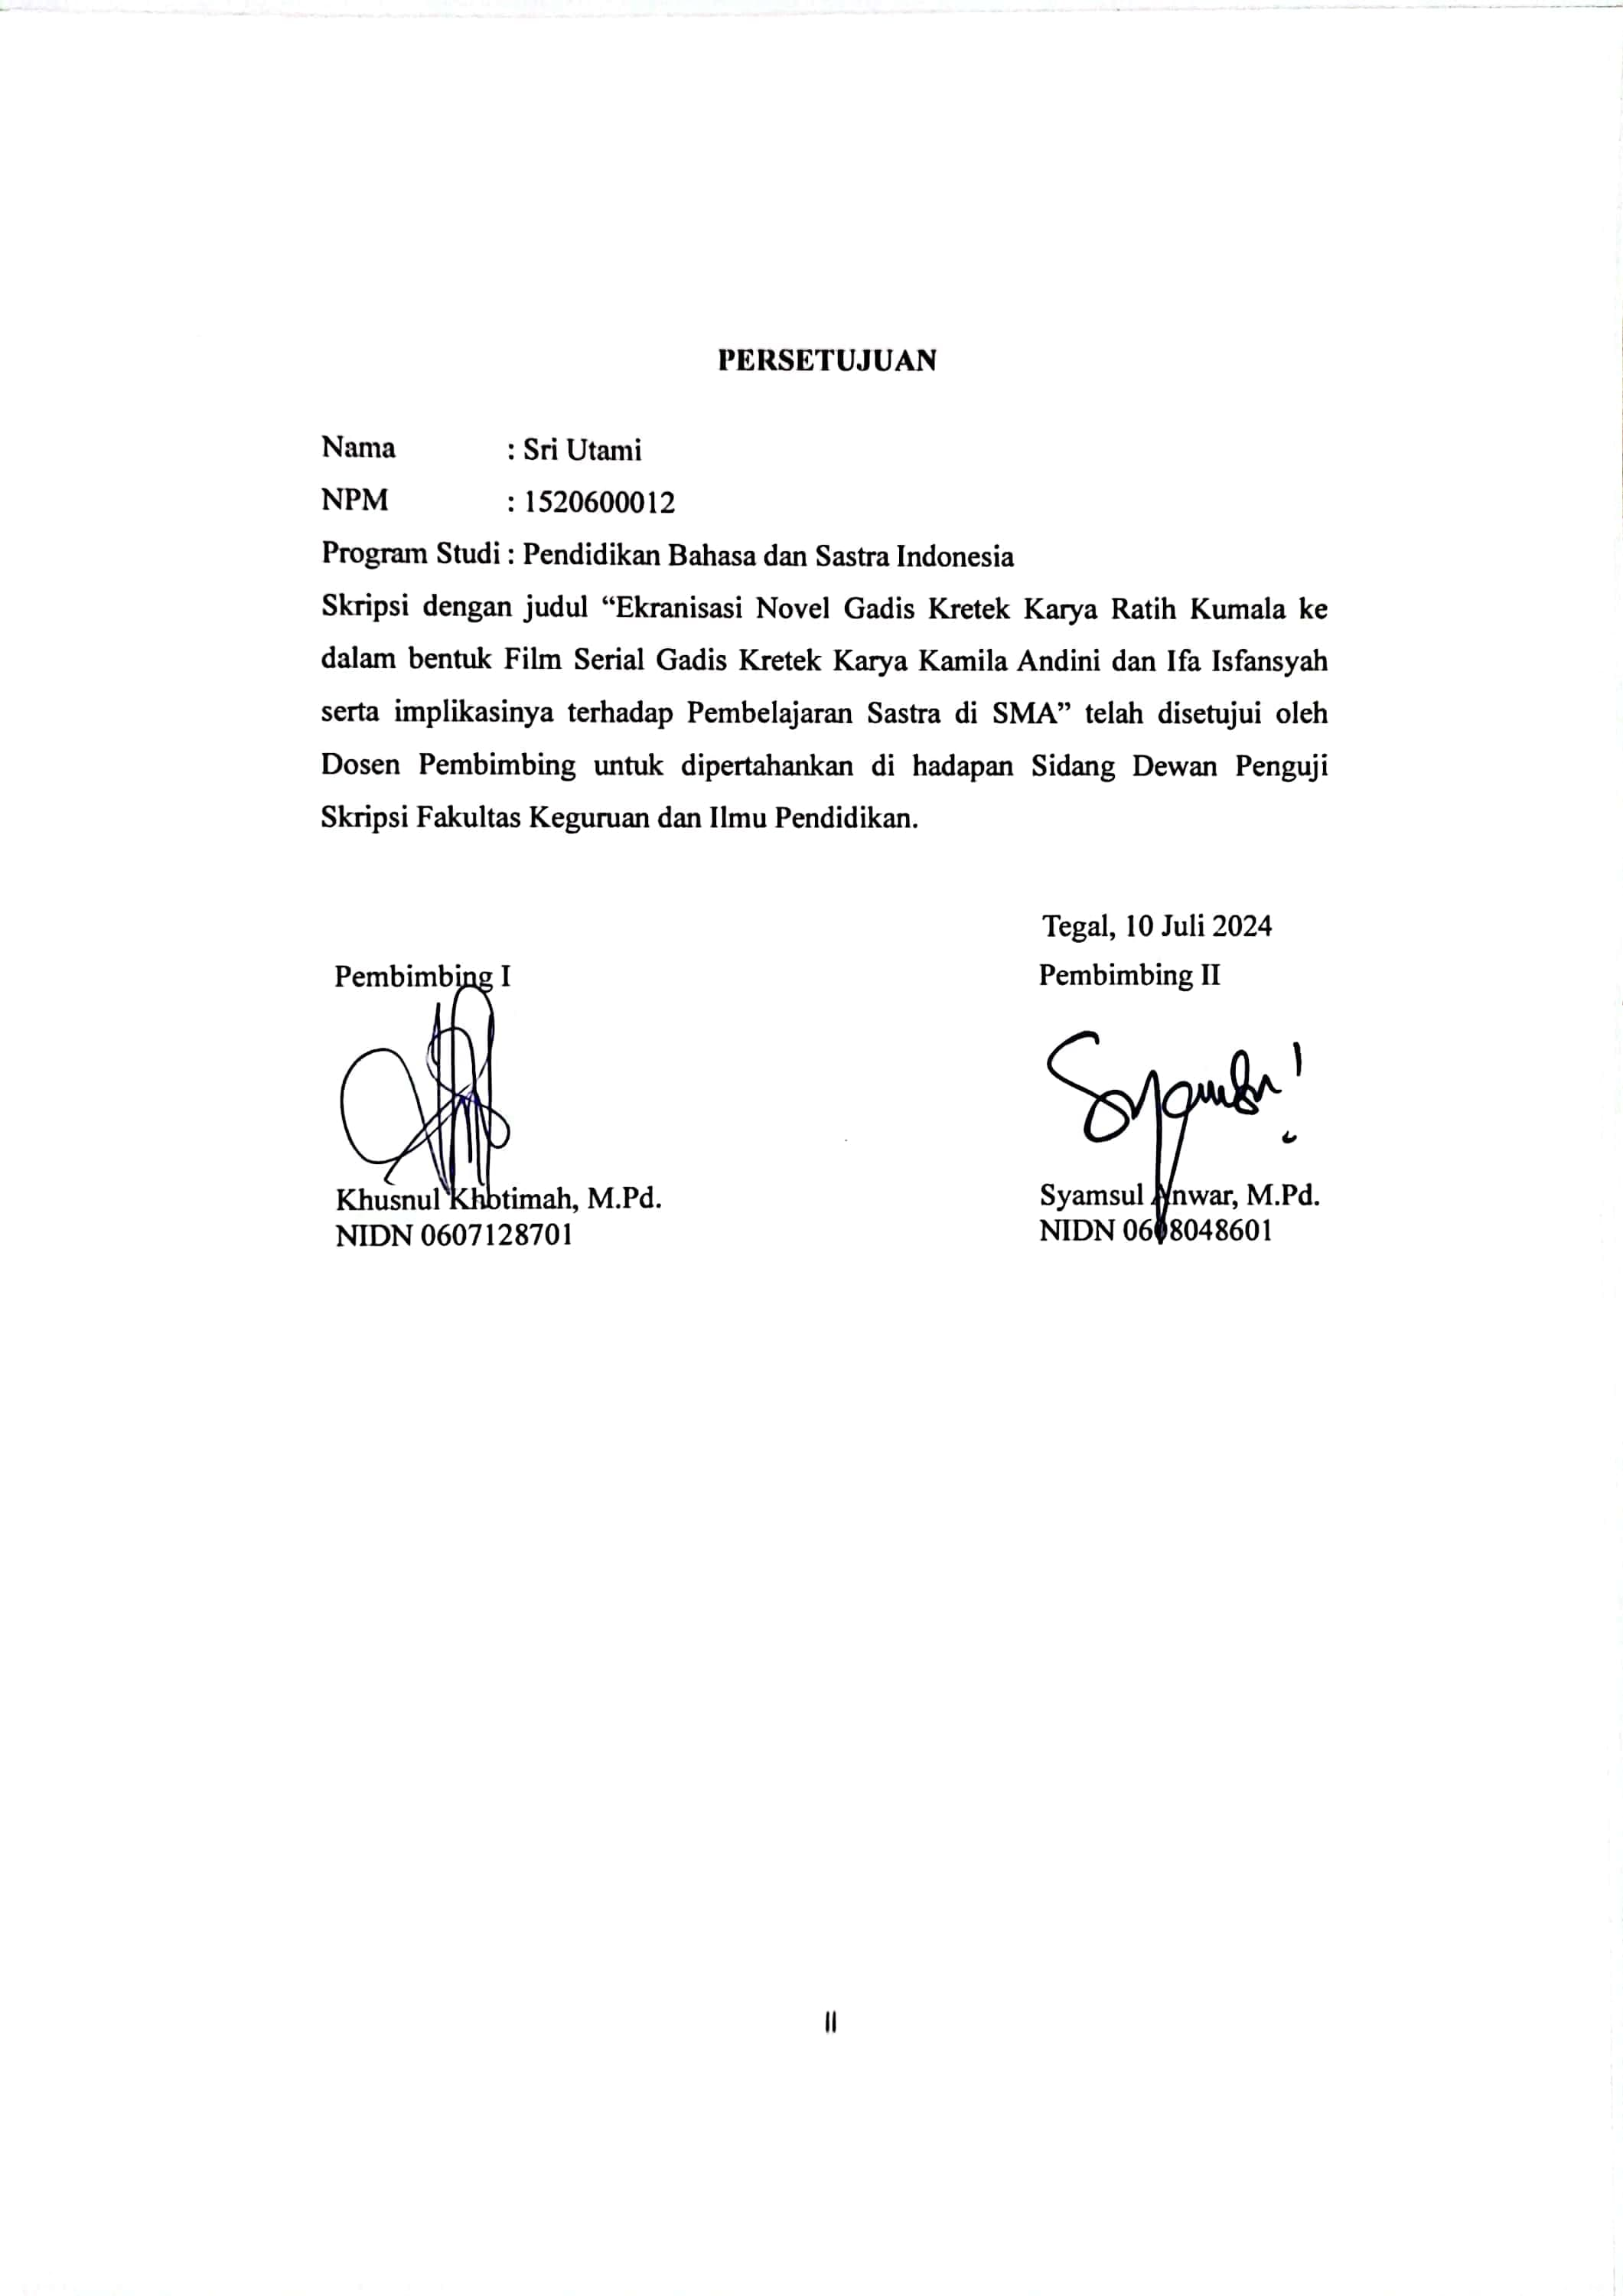 PERSETUJUAN
Nama : Sri Utami
NPM : 1520600012
Program Studi : Pendidikan Bahasa dan Sastra Indonesia
Skripsi dengan judul “Ekranisasi Novel Gadis Kretek Karya Ratih Kumala ke
dalam bentuk Film Serial Gadis Kretek Karya Kamila Andini dan Ifa Isfansyah
serta implikasinya terhadap Pembelajaran Sastra di SMA” telah disetujui oleh
Dosen Pembimbing untuk dipertahankan di hadapan Sidang Dewan Penguji
Skripsi Fakultas Keguruan dan Ilmu Pendidikan.
Tegal, 10 Juli 2024
Pembimbing I
Pembimbing II
Khusnul Khotimah, M.Pd.
NIDN 0607128701
Syamsul Anwar, M.Pd.
NIDN 0608048601
II